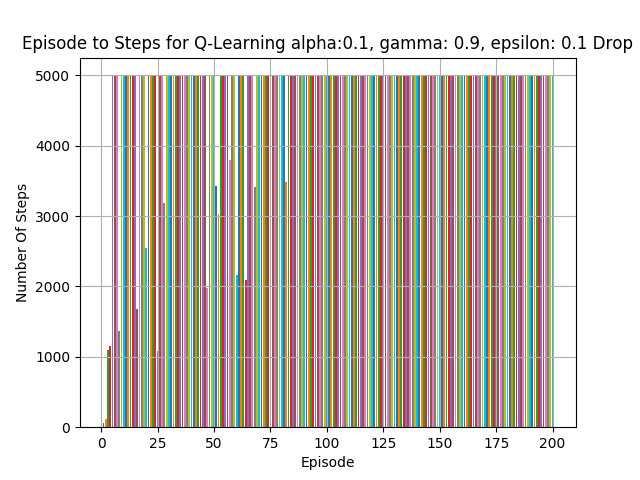 Episode to Steps for Q-Learning alpha:0.1, gamma: 0.9, epsilon: 0.1 Drop
5000
4000
3000
2000
1000
0
Number Of Steps
0 25 50 75 100 125 150 175 200
Episode